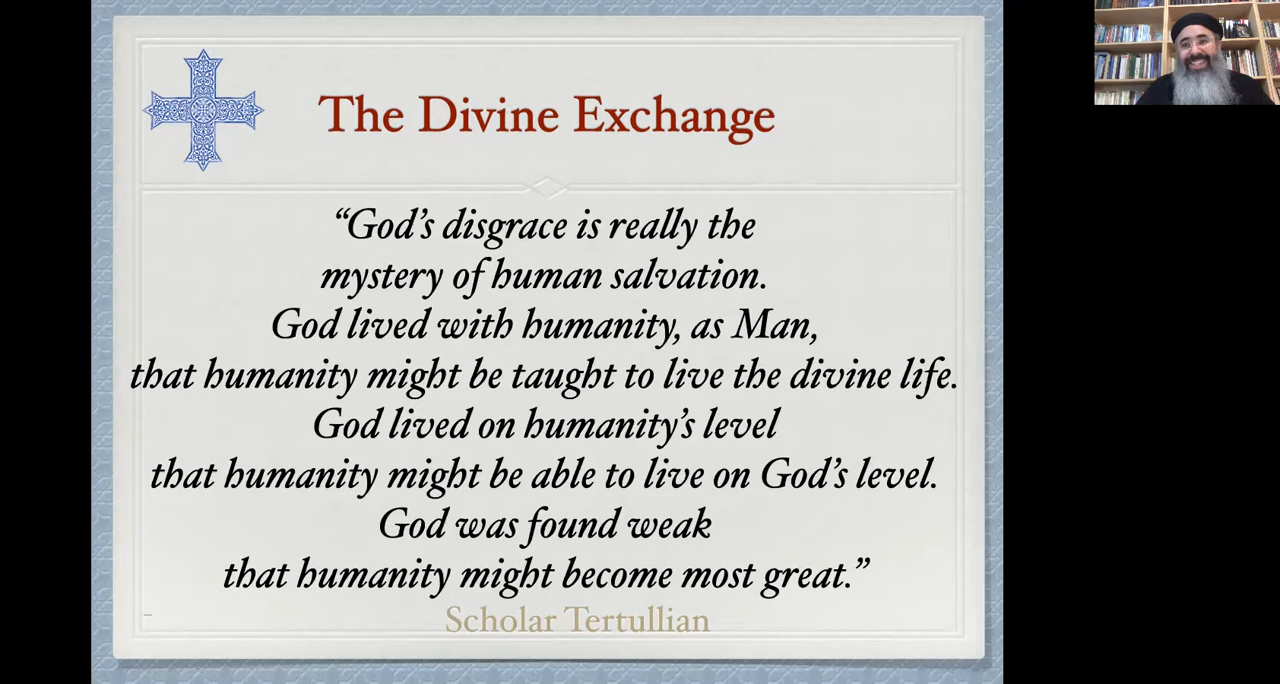 The Divine Exchange
“God’s disgrace is really the
mystery of human salvation.
God lived with humanity, as Man,
that humanity might be taught to live the divine life.
God lived on humanity’s level
that humanity might be able to live on God’s level.
God was found weak
that humanity might become most great.”
Scholar Tertullian